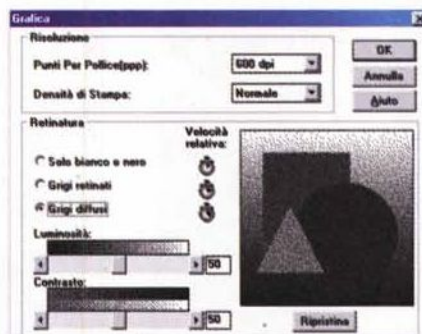 Grafica
Risoluzione
Punti Per Pollice(ppp):
600 dpi
Densità di Stampa:
Normale
OK
Annulla
Aiuto
Retinatura
Velocità
relativa:
Solo bianco e nero
Grigi retinati
Grigi diffusi
Luminosità:
50
Contrasto:
50
Ripristina